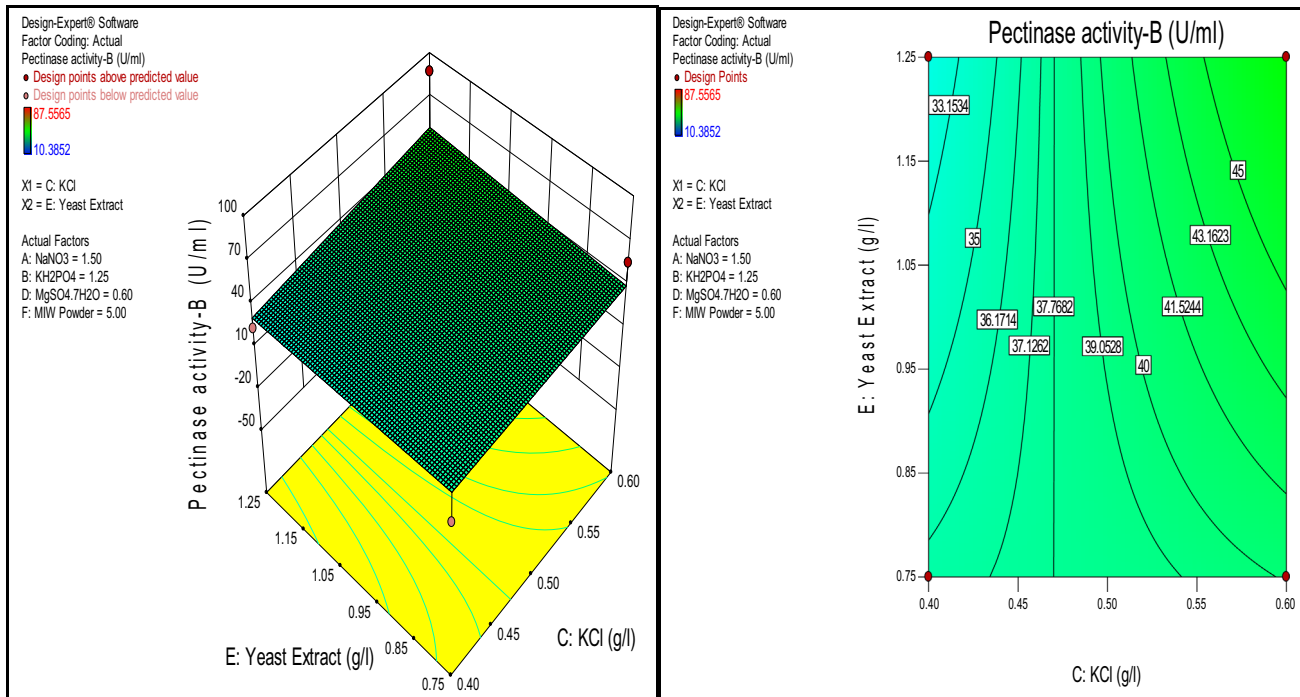 Design-Expert® Software
Factor Coding: Actual
Pectinase activity-B (U/ml)
Design points above predicted value
Design points below predicted value
87.5565
10.3852
X1 = C: KCl
X2 = E: Yeast Extract
Actual Factors
A: NaNO3 = 1.50
B: KH2PO4 = 1.25
D: MgSO4.7H2O = 0.60
F: MIW Powder = 5.00
Pectinase activity-B (U/ml)
100
70
40
10
-20
-50
1.25
1.15
1.05
0.95
0.85
0.75
E: Yeast Extract (g/l)
0.40
0.45
0.50
0.55
0.60
C: KCl (g/l)
Design-Expert® Software
Factor Coding: Actual
Pectinase activity-B (U/ml)
Design Points
87.5565
10.3852
X1 = C: KCl
X2 = E: Yeast Extract
Actual Factors
A: NaNO3 = 1.50
B: KH2PO4 = 1.25
D: MgSO4.7H2O = 0.60
F: MIW Powder = 5.00
Pectinase activity-B (U/ml)
E: Yeast Extract (g/l)
1.25
1.15
1.05
0.95
0.85
0.75
33.1534
35
36.1714
37.1262
37.7682
39.0528
40
41.5244
43.1623
45
0.40
0.45
0.50
0.55
0.60
C: KCl (g/l)